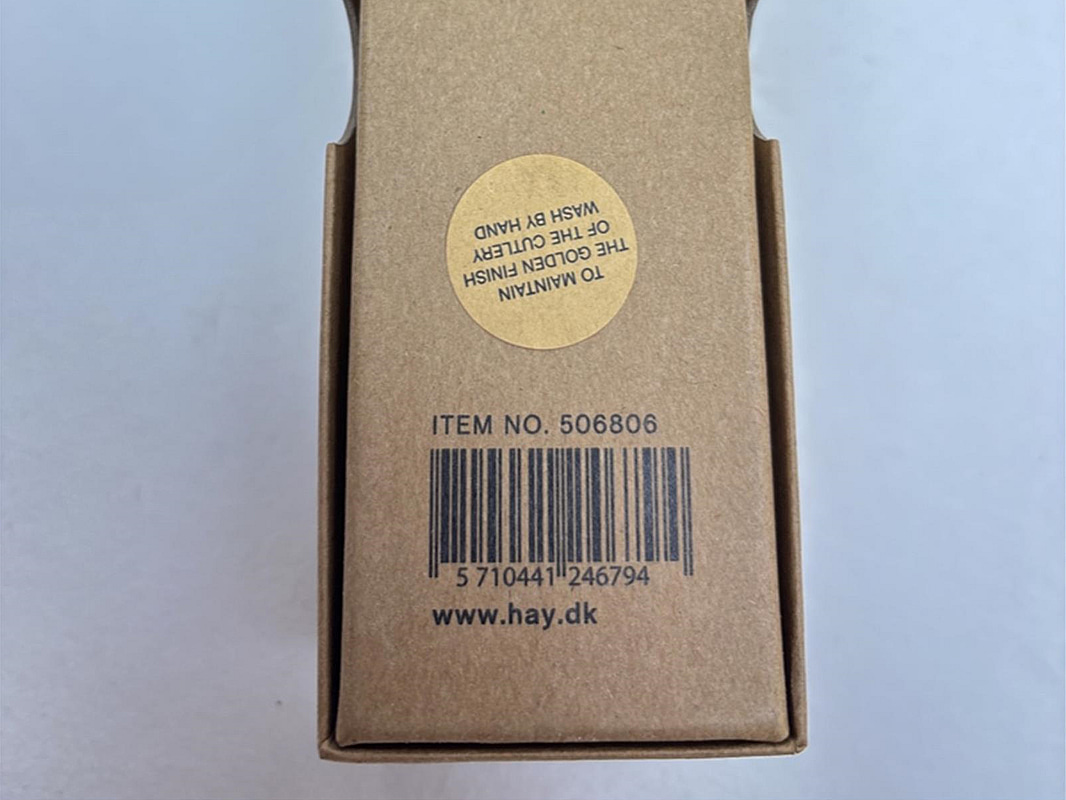 TO MAINTAIN
THE GOLDEN FINISH
OF THE CUTLERY
WASH BY HAND
ITEM NO. 506806
5 710441 246794
www.hay.dk